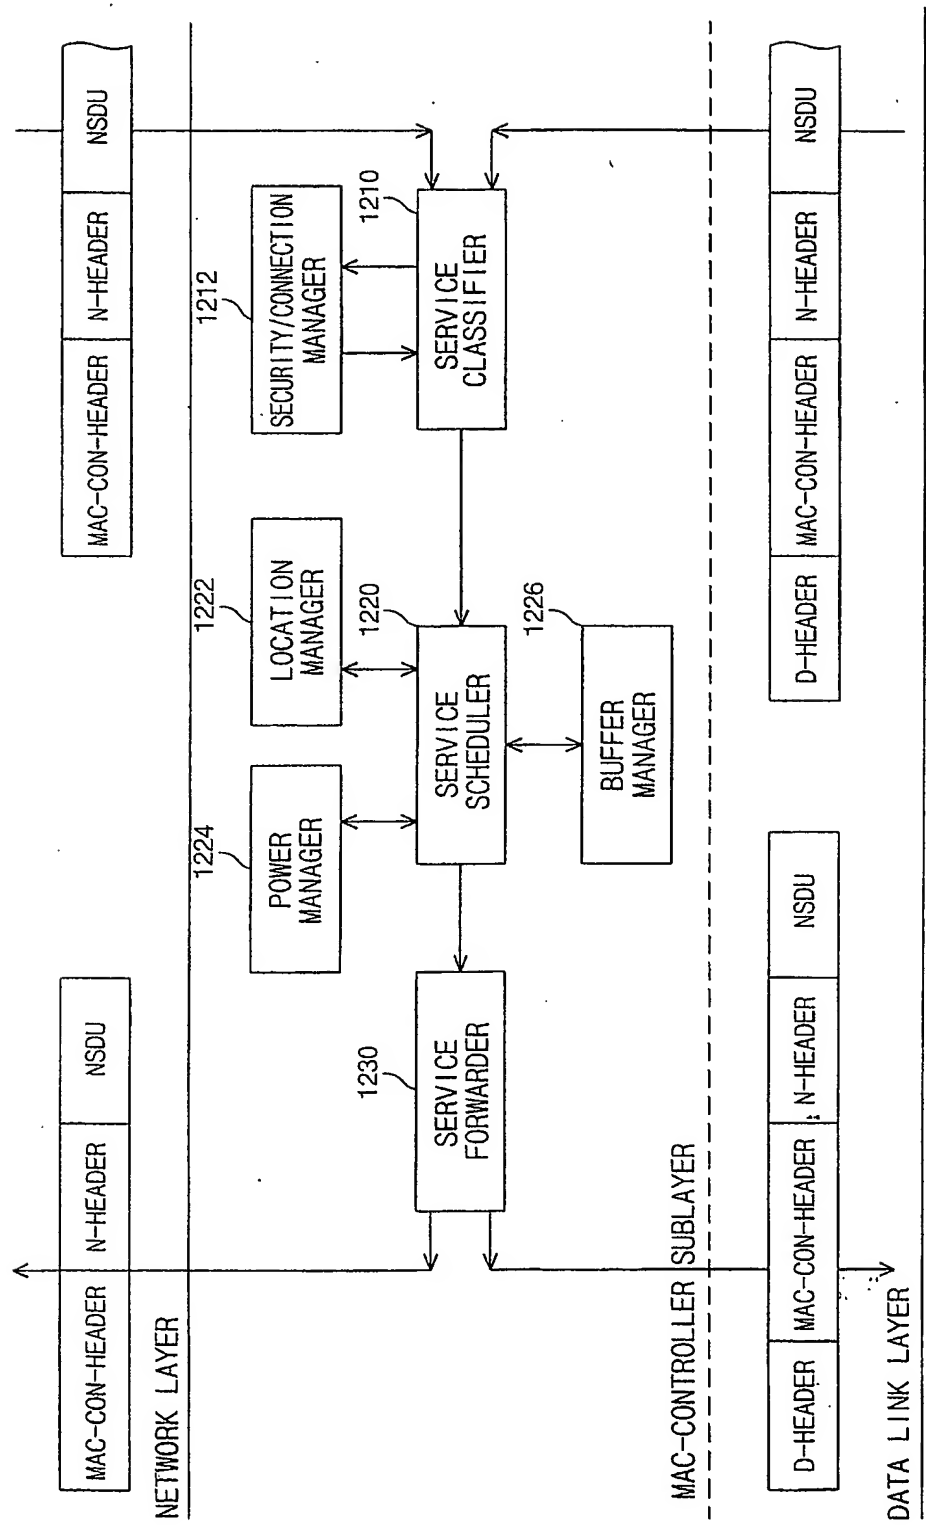 MAC-CON-HEADER N-HEADER NSDU
MAC-CON-HEADER N-HEADER NSDU
NETWORK LAYER
1224
1222
1212
POWER
MANAGER
LOCATION
MANAGER
SECURITY/CONNECTION
MANAGER
1230
1220
1210
SERVICE
FORWARDER
SERVICE
SCHEDULER
SERVICE
CLASSIFIER
1226
BUFFER
MANAGER
MAC-CONTROLLER SUBLAYER
D-HEADER MAC-CON-HEADER N-HEADER NSDU
D-HEADER MAC-CON-HEADER N-HEADER NSDU
DATA LINK LAYER